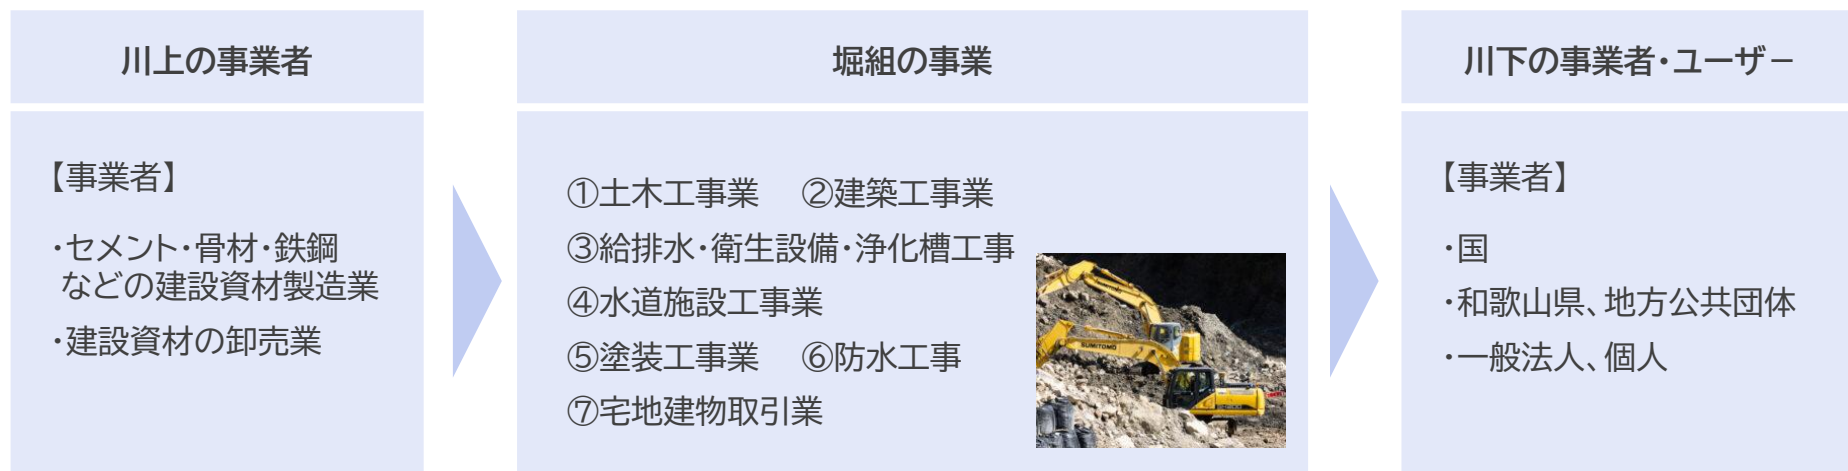 川上の事業者
【事業者】
・セメント・骨材・鉄鋼
などの建設資材製造業
・建設資材の卸売業
堀組の事業
①土木工事業　②建築工事業
③給排水・衛生設備・浄化槽工事
④水道施設工事業
⑤塗装工事業　⑥防水工事
⑦宅地建物取引業
SUMITOMO
川下の事業者・ユーザー
【事業者】
・国
・和歌山県、地方公共団体
・一般法人、個人